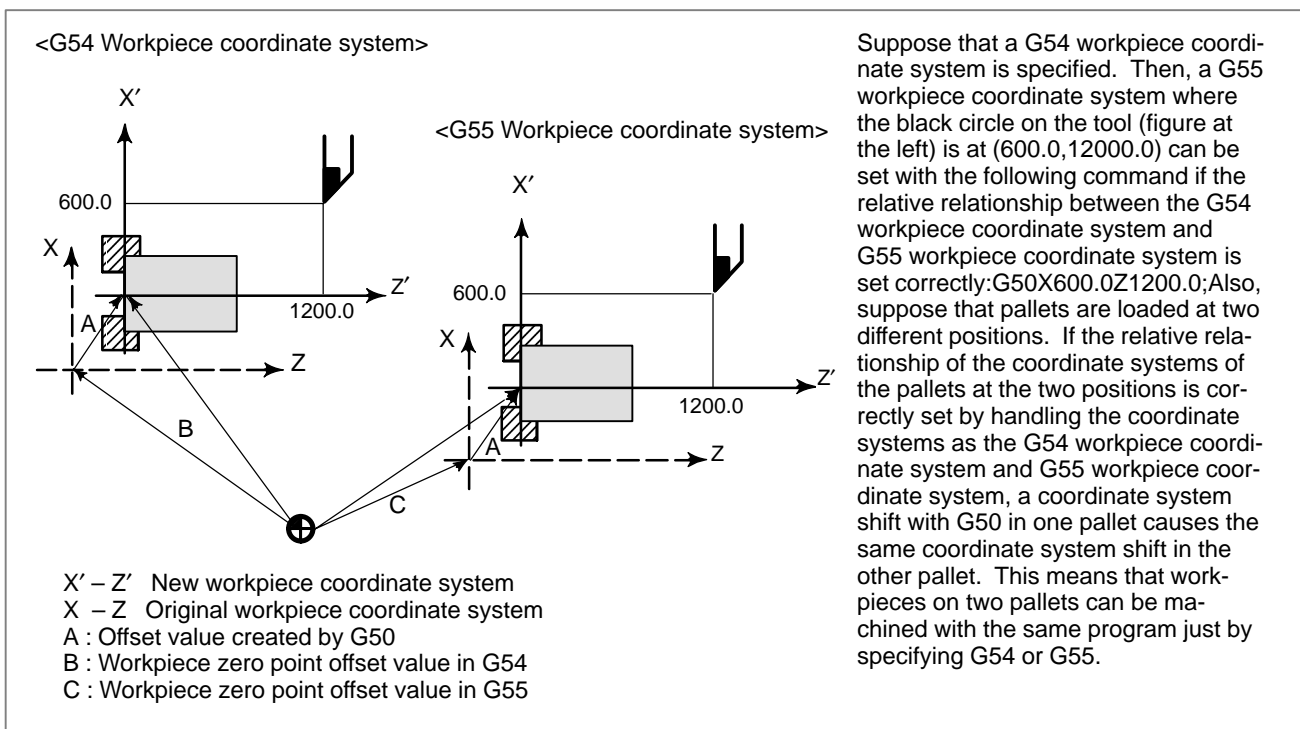 <G54 Workpiece coordinate system>
X′
600.0
X
A
Z′
1200.0
Z
B
<G55 Workpiece coordinate system>
X′
600.0
X
A
Z′
1200.0
Z
C
X′ – Z′ New workpiece coordinate system
X – Z Original workpiece coordinate system
A : Offset value created by G50
B : Workpiece zero point offset value in G54
C : Workpiece zero point offset value in G55
Suppose that a G54 workpiece coordi-
nate system is specified. Then, a G55
workpiece coordinate system where
the black circle on the tool (figure at
the left) is at (600.0,12000.0) can be
set with the following command if the
relative relationship between the G54
workpiece coordinate system and
G55 workpiece coordinate system is
set correctly:G50X600.0Z1200.0;Also,
suppose that pallets are loaded at two
different positions. If the relative rela-
tionship of the coordinate systems of
the pallets at the two positions is cor-
rectly set by handling the coordinate
systems as the G54 workpiece coordi-
nate system and G55 workpiece coor-
dinate system, a coordinate system
shift with G50 in one pallet causes the
same coordinate system shift in the
other pallet. This means that work-
pieces on two pallets can be ma-
chined with the same program just by
specifying G54 or G55.